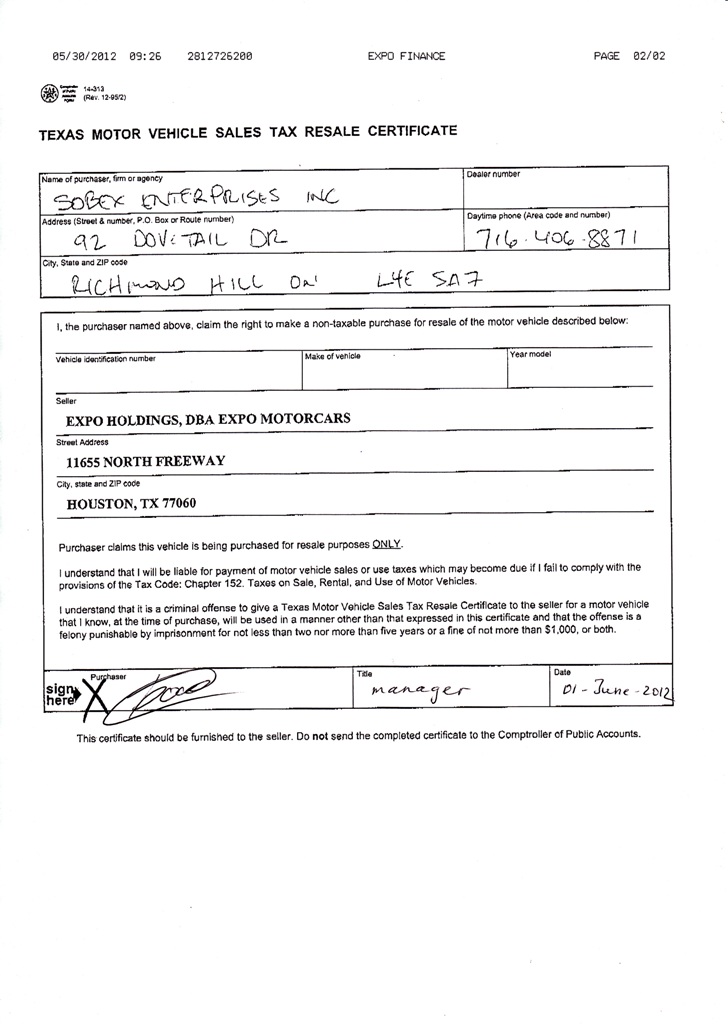 05/30/2012 09:26 2812726200 EXPO FINANCE PAGE 02/02
14-313
(Rev. 12-95/2)
TEXAS MOTOR VEHICLE SALES TAX RESALE CERTIFICATE
Name of purchaser, firm or agency Dealer number
SOBEX ENTERPRISES INC
Address (Street & number, P.O. Box or Route number) Daytime phone (Area code and number)
92 DOVETAIL DR 716.406.8871
City, State and ZIP code
RICHMOND HILL ON L4E 5A7
I, the purchaser named above, claim the right to make a non-taxable purchase for resale of the motor vehicle described below:
Vehicle identification number Make of vehicle Year model
Seller
EXPO HOLDINGS, DBA EXPO MOTORCARS
Street Address
11655 NORTH FREEWAY
City, state and ZIP code
HOUSTON, TX 77060
Purchaser claims this vehicle is being purchased for resale purposes ONLY.
I understand that I will be liable for payment of motor vehicle sales or use taxes which may become due if I fail to comply with the
provisions of the Tax Code: Chapter 152. Taxes on Sale, Rental, and Use of Motor Vehicles.
I understand that it is a criminal offense to give a Texas Motor Vehicle Sales Tax Resale Certificate to the seller for a motor vehicle
that I know, at the time of purchase, will be used in a manner other than that expressed in this certificate and that the offense is a
felony punishable by imprisonment for not less than two nor more than five years or a fine of not more than $1,000, or both.
Purchaser Title Date
sign here X manager 01-June-2012
This certificate should be furnished to the seller. Do not send the completed certificate to the Comptroller of Public Accounts.